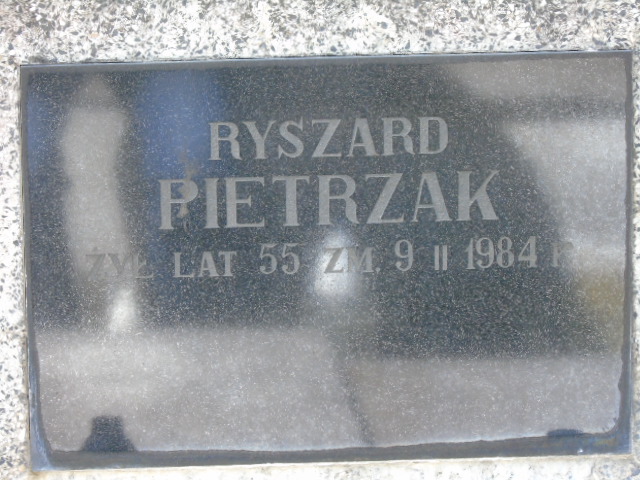 RYSZARD
PIETRZAK
ŻYŁ LAT 55 ZM. 9 II 1984 R.